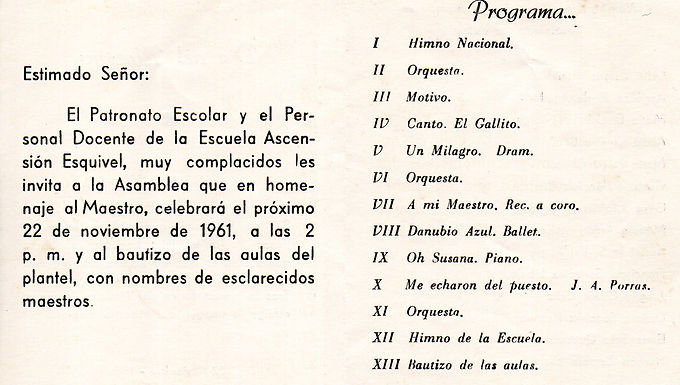 Estimado Señor:
El Patronato Escolar y el Per-
sonal Docente de la Escuela Ascen-
sión Esquivel, muy complacidos les
invita a la Asamblea que en home-
naje al Maestro, celebrará el próximo
22 de noviembre de 1961, a las 2
p. m. y al bautizo de las aulas del
plantel, con nombres de esclarecidos
maestros.
Programa...
I Himno Nacional.
II Orquesta.
III Motivo.
IV Canto. El Gallito.
V Un Milagro. Dram.
VI Orquesta.
VII A mi Maestro. Rec. a coro.
VIII Danubio Azul. Ballet.
IX Oh Susana. Piano.
X Me echaron del puesto. J. A. Porras.
XI Orquesta.
XII Himno de la Escuela.
XIII Bautizo de las aulas.